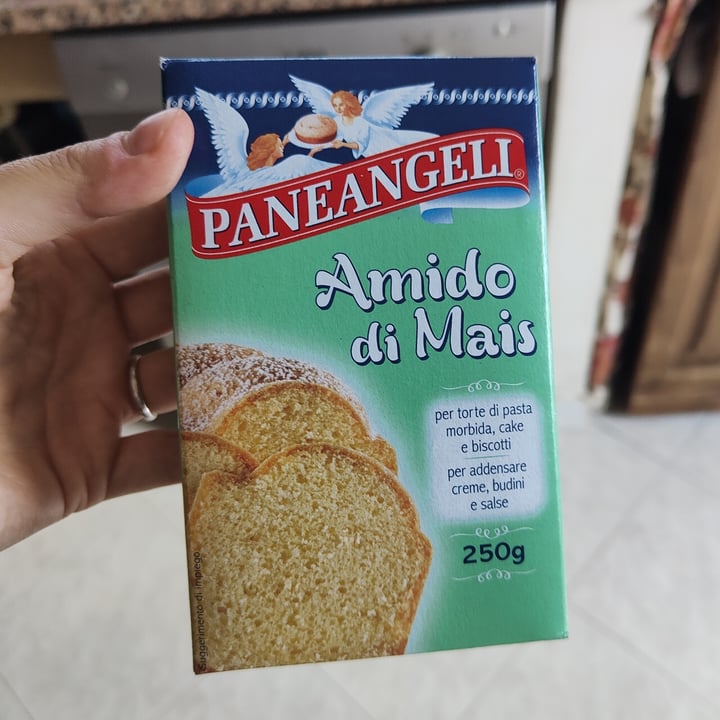 PANEANGELI®
Amido
di Mais
per torte di pasta
morbida, cake
e biscotti
per addensare
creme, budini
e salse
250g
Suggerimento di impiego